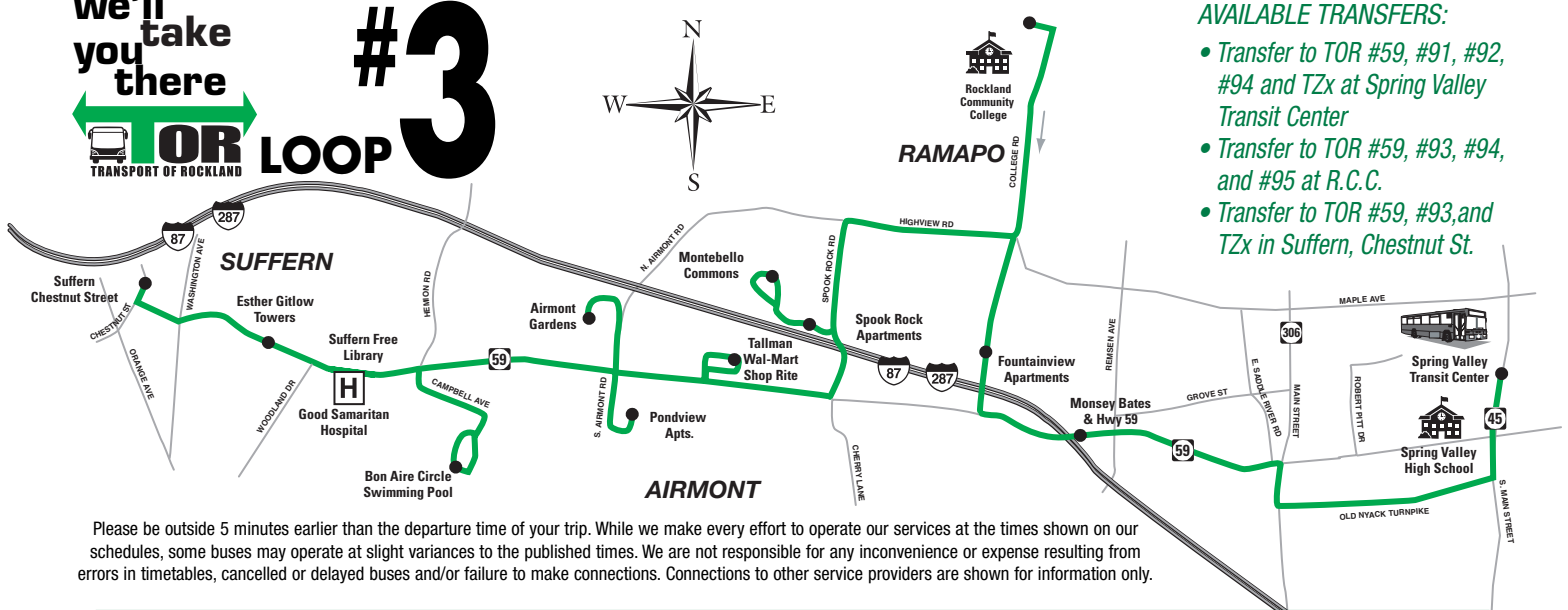 we'll
take
you
there
TOR
TRANSPORT OF ROCKLAND
#3
LOOP
N
W
E
S
AVAILABLE TRANSFERS:
• Transfer to TOR #59, #91, #92,
#94 and TZx at Spring Valley
Transit Center
• Transfer to TOR #59, #93, #94,
and #95 at R.C.C.
• Transfer to TOR #59, #93,and
TZx in Suffern, Chestnut St.
Rockland
Community
College
RAMAPO
COLLEGE RD
HIGHVIEW RD
SPOOK ROCK RD
N. AIRMONT RD
Montebello
Commons
87
287
SUFFERN
WASHINGTON AVE
Suffern
Chestnut Street
CHESTNUT ST
ORANGE AVE
Esther Gitlow
Towers
Suffern Free
Library
HEMION RD
H
Good Samaritan
Hospital
WOODLAND DR
59
CAMPBELL AVE
Bon Aire Circle
Swimming Pool
Airmont
Gardens
S. AIRMONT RD
Pondview
Apts.
Tallman
Wal-Mart
Shop Rite
Spook Rock
Apartments
87
287
AIRMONT
CHERRY LANE
Fountainview
Apartments
Monsey Bates
& Hwy 59
REMSEN AVE
GROVE ST
59
E. SADDLE RIVER RD
306
MAIN STREET
MAPLE AVE
ROBERT PITT DR
Spring Valley
Transit Center
45
Spring Valley
High School
OLD NYACK TURNPIKE
S. MAIN STREET
Please be outside 5 minutes earlier than the departure time of your trip. While we make every effort to operate our services at the times shown on our
schedules, some buses may operate at slight variances to the published times. We are not responsible for any inconvenience or expense resulting from
errors in timetables, cancelled or delayed buses and/or failure to make connections. Connections to other service providers are shown for information only.